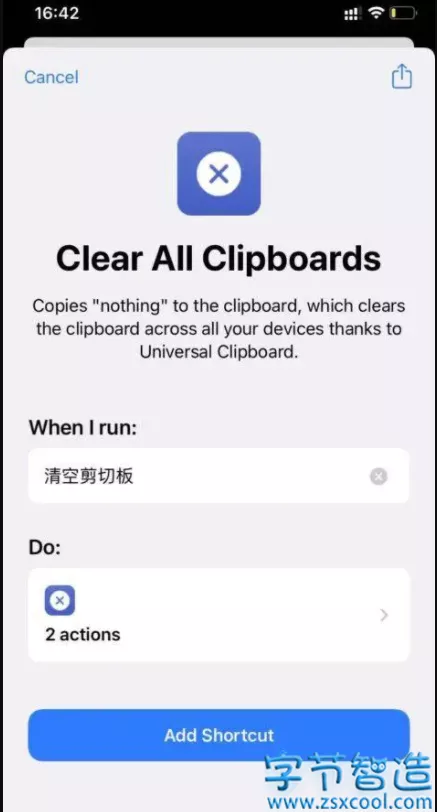 16:42
Cancel
Clear All Clipboards
Copies "nothing" to the clipboard, which clears
the clipboard across all your devices thanks to
Universal Clipboard.
When I run:
清空剪切板
Do:
2 actions
Add Shortcut
字节智造
www.zsxcool.com